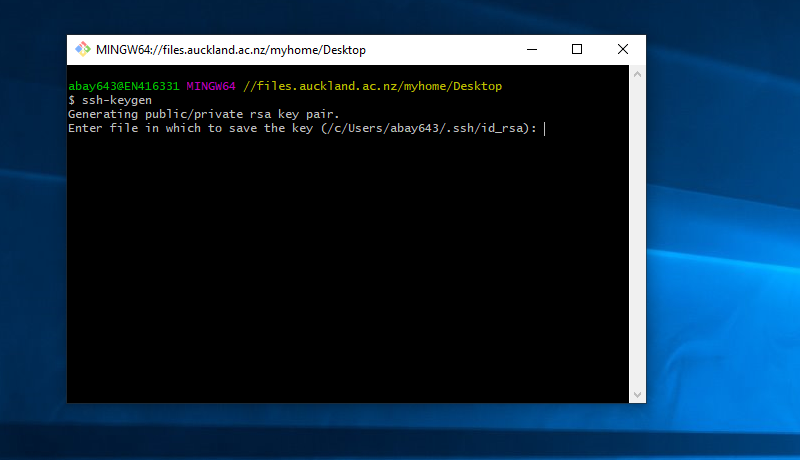 MINGW64://files.auckland.ac.nz/myhome/Desktop
abay643@EN416331 MINGW64 //files.auckland.ac.nz/myhome/Desktop
$ ssh-keygen
Generating public/private rsa key pair.
Enter file in which to save the key (/c/Users/abay643/.ssh/id_rsa):